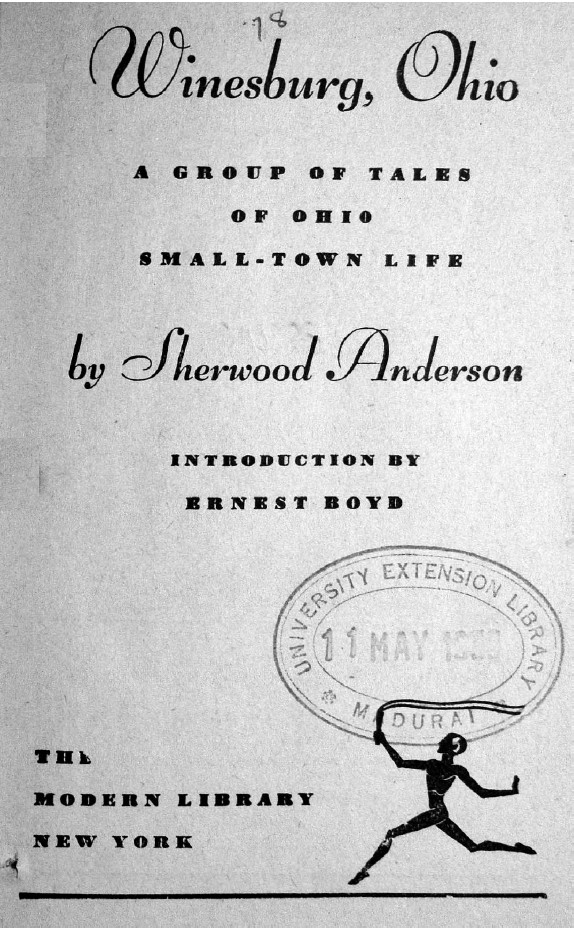 78
Winesburg, Ohio
A GROUP OF TALES
OF OHIO
SMALL-TOWN LIFE
by Sherwood Anderson
INTRODUCTION BY
ERNEST BOYD
UNIVERSITY EXTENSION LIBRARY
11 MAY
MADURAI
THE
MODERN LIBRARY
NEW YORK